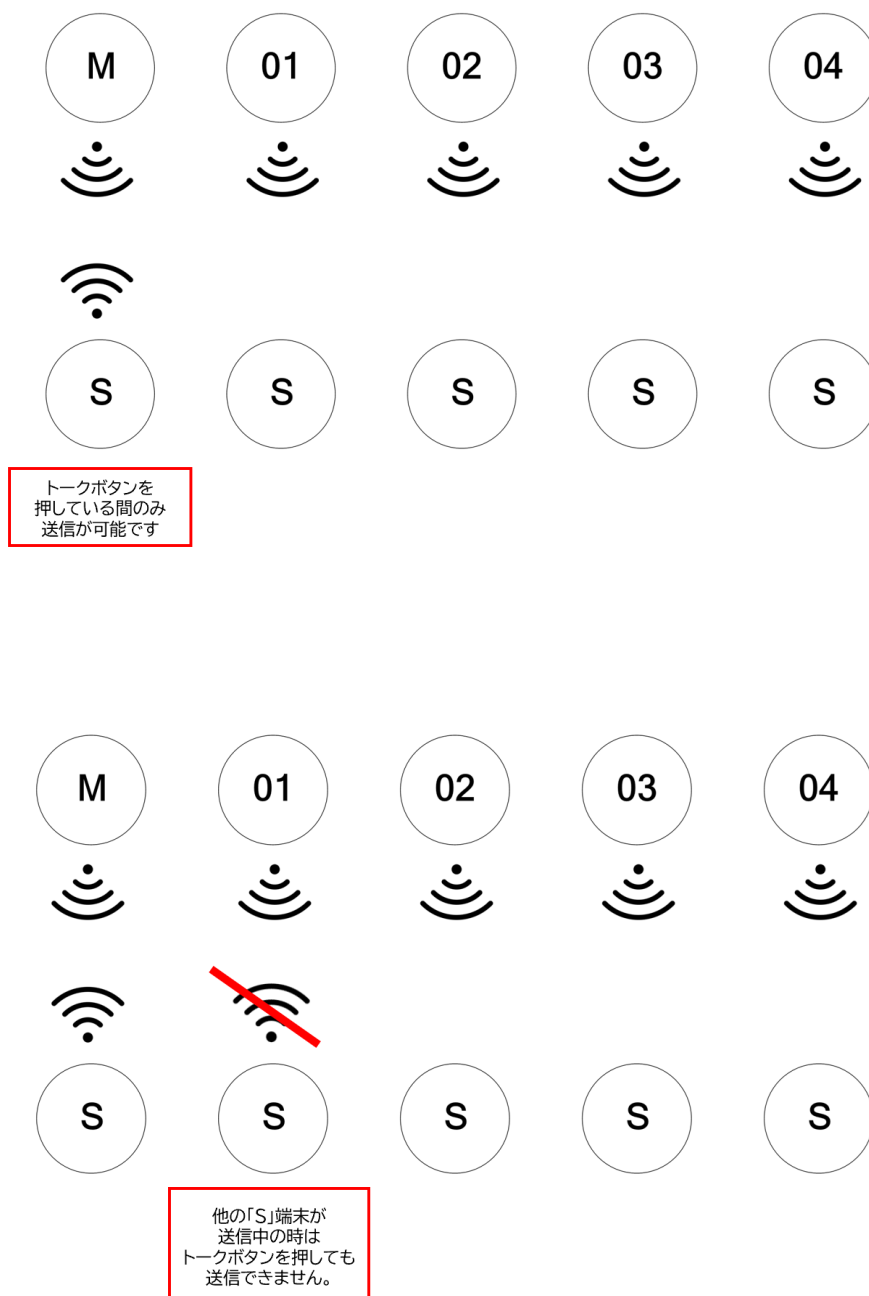 M 01 02 03 04
S S S S S
トークボタンを
押している間のみ
送信が可能です
M 01 02 03 04
S S S S S
他の｢S｣端末が
送信中の時は
トークボタンを押しても
送信できません。